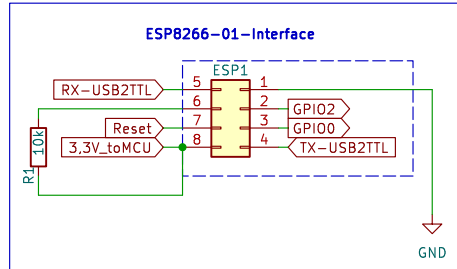 ESP8266-01-Interface
ESP1
RX-USB2TTL 5 1
6 2 GPIO2
Reset 7 3 GPIO0
3,3V_toMCU 8 4 TX-USB2TTL
R1 10k
GND